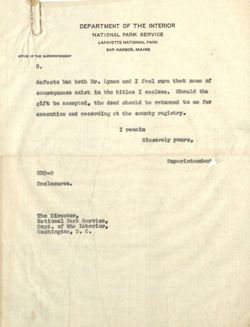 DEPARTMENT OF THE INTERIOR
NATIONAL PARK SERVICE
LAFAYETTE NATIONAL PARK
BAR HARBOR, MAINE
OFFICE OF THE SUPERINTENDENT
2.
defects but both Mr. Lynam and I feel sure that none of
consequence exist in the titles I enclose. Should the
gift be accepted, the deed should be returned to me for
execution and recording at the county registry.
I remain
Sincerely yours,
Superintendent
GBD-O
Enclosures.
The Director,
National Park Service,
Dept. of the Interior,
Washington, D. C.